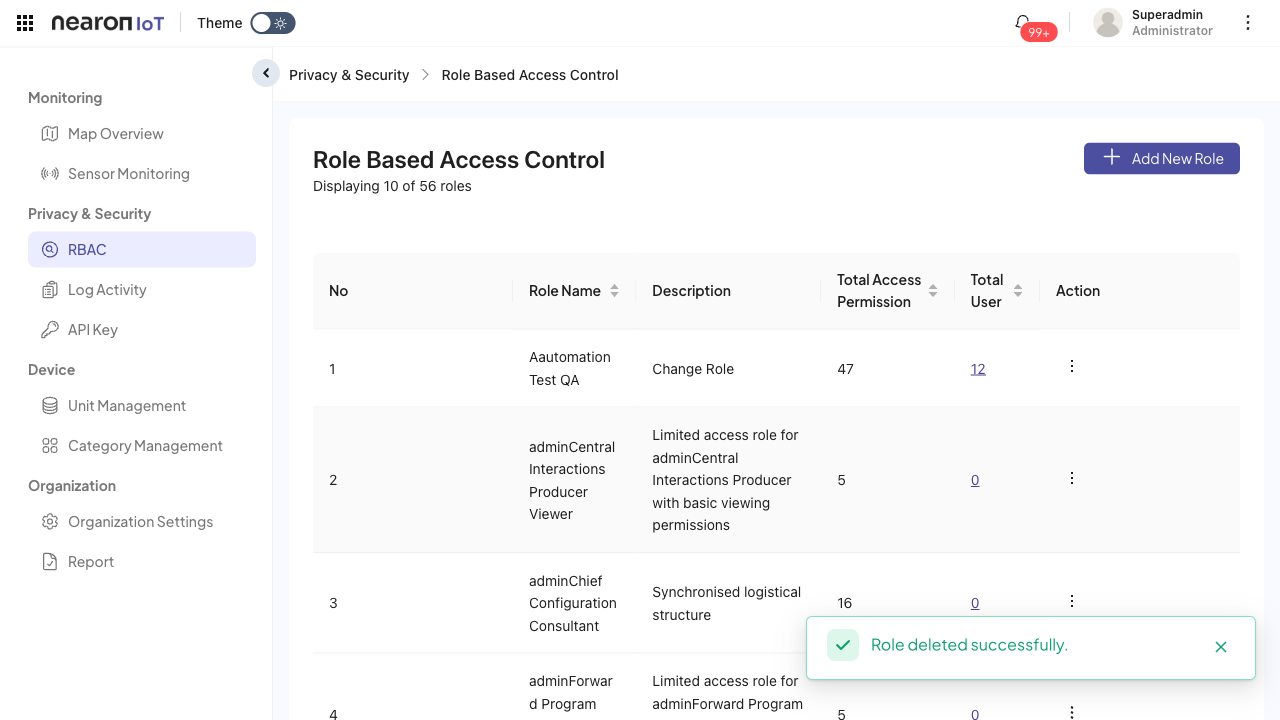 nearon IoT
Theme
99+
Superadmin
Administrator
Privacy & Security
Role Based Access Control
Monitoring
Map Overview
Sensor Monitoring
Privacy & Security
RBAC
Log Activity
API Key
Device
Unit Management
Category Management
Organization
Organization Settings
Report
Role Based Access Control
Displaying 10 of 56 roles
Add New Role
No
Role Name
Description
Total Access
Permission
Total
User
Action
1
Aautomation
Test QA
Change Role
47
12
2
adminCentral
Interactions
Producer
Viewer
Limited access role for
adminCentral
Interactions Producer
with basic viewing
permissions
5
0
3
adminChief
Configuration
Consultant
Synchronised logistical
structure
16
0
4
adminForwar
d Program
Limited access role for
adminForward Program
5
0
Role deleted successfully.